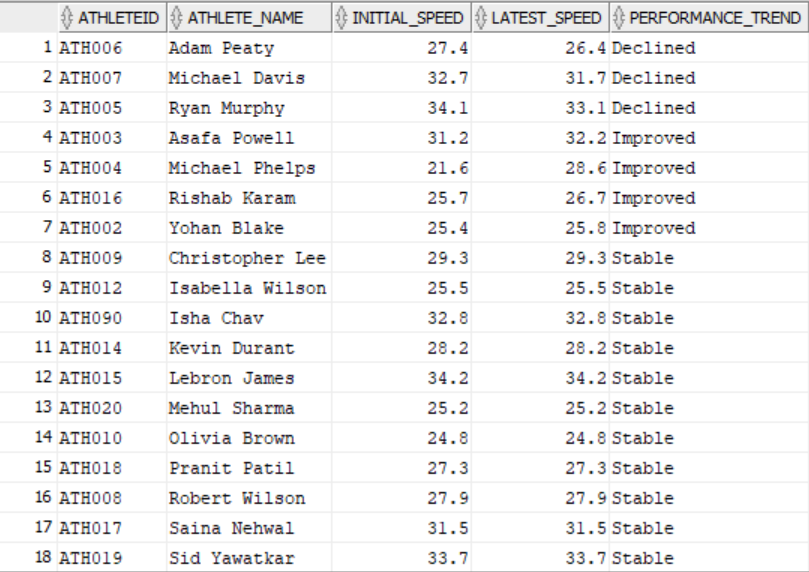 ATHLETEID ATHLETE_NAME INITIAL_SPEED LATEST_SPEED PERFORMANCE_TREND
1 ATH006 Adam Peaty 27.4 26.4 Declined
2 ATH007 Michael Davis 32.7 31.7 Declined
3 ATH005 Ryan Murphy 34.1 33.1 Declined
4 ATH003 Asafa Powell 31.2 32.2 Improved
5 ATH004 Michael Phelps 21.6 28.6 Improved
6 ATH016 Rishab Karam 25.7 26.7 Improved
7 ATH002 Yohan Blake 25.4 25.8 Improved
8 ATH009 Christopher Lee 29.3 29.3 Stable
9 ATH012 Isabella Wilson 25.5 25.5 Stable
10 ATH090 Isha Chav 32.8 32.8 Stable
11 ATH014 Kevin Durant 28.2 28.2 Stable
12 ATH015 Lebron James 34.2 34.2 Stable
13 ATH020 Mehul Sharma 25.2 25.2 Stable
14 ATH010 Olivia Brown 24.8 24.8 Stable
15 ATH018 Pranit Patil 27.3 27.3 Stable
16 ATH008 Robert Wilson 27.9 27.9 Stable
17 ATH017 Saina Nehwal 31.5 31.5 Stable
18 ATH019 Sid Yawatkar 33.7 33.7 Stable